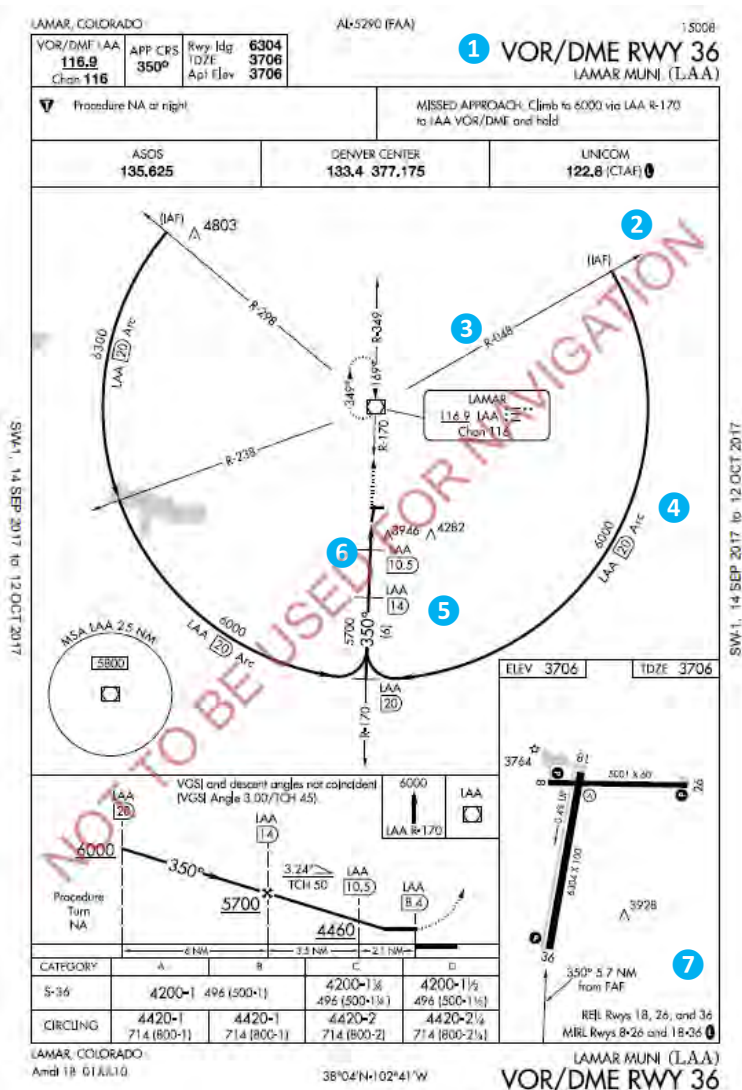 LAMAR, COLORADO
AL-5290 (FAA)
15008
VOR/DME LAA
116.9
Chan 116
APP CRS
350°
Rwy ldg 6304
TDZE 3706
Apt Elev 3706
1
VOR/DME RWY 36
LAMAR MUNI (LAA)
T Procedure NA at night.
MISSED APPROACH: Climb to 6000 via LAA R-170
to LAA VOR/DME and hold
ASOS
135.625
DENVER CENTER
133.4 377.175
UNICOM
122.8 (CTAF) L
(IAF)
4803
2
(IAF)
R-298
R-349
3
R-048
6300
LAA 20 Arc
349°
169°
LAMAR
116.9 LAA
Chan 116
R-170
R-238
4
6000
LAA 20 Arc
3946
4282
6
LAA
10.5
LAA
14
5
5700
350°
(6)
6000
LAA 20 Arc
LAA
20
R-170
MSA LAA 25 NM
5800
NOT TO BE USED FOR NAVIGATION
SW-1, 14 SEP 2017 to 12 OCT 2017
SW-1, 14 SEP 2017 to 12 OCT 2017
ELEV 3706
TDZE 3706
3764
18
8
5001 X 60
26
P
P
P
0.4% UP
6304 X 100
3928
36
7
350° 5.7 NM
from FAF
REIL Rwys 18, 26, and 36
MIRL Rwys 8-26 and 18-36 L
VGSI and descent angles not coincident
(VGSI Angle 3.00/TCH 45).
6000
LAA R-170
LAA
LAA
20
6000
350°
LAA
14
5700
3.24°
TCH 50
LAA
10.5
4460
LAA
8.4
Procedure
Turn
NA
6 NM
3.5 NM
2.1 NM
CATEGORY A B C D
S-36
4200-1 496 (500-1)
4200-1¼
496 (500-1¼)
4200-1½
496 (500-1½)
CIRCLING
4420-1
714 (800-1)
4420-1
714 (800-1)
4420-2
714 (800-2)
4420-2¼
714 (800-2¼)
LAMAR, COLORADO
Amdt 1B 01JUL10
38°04'N-102°41'W
LAMAR MUNI (LAA)
VOR/DME RWY 36